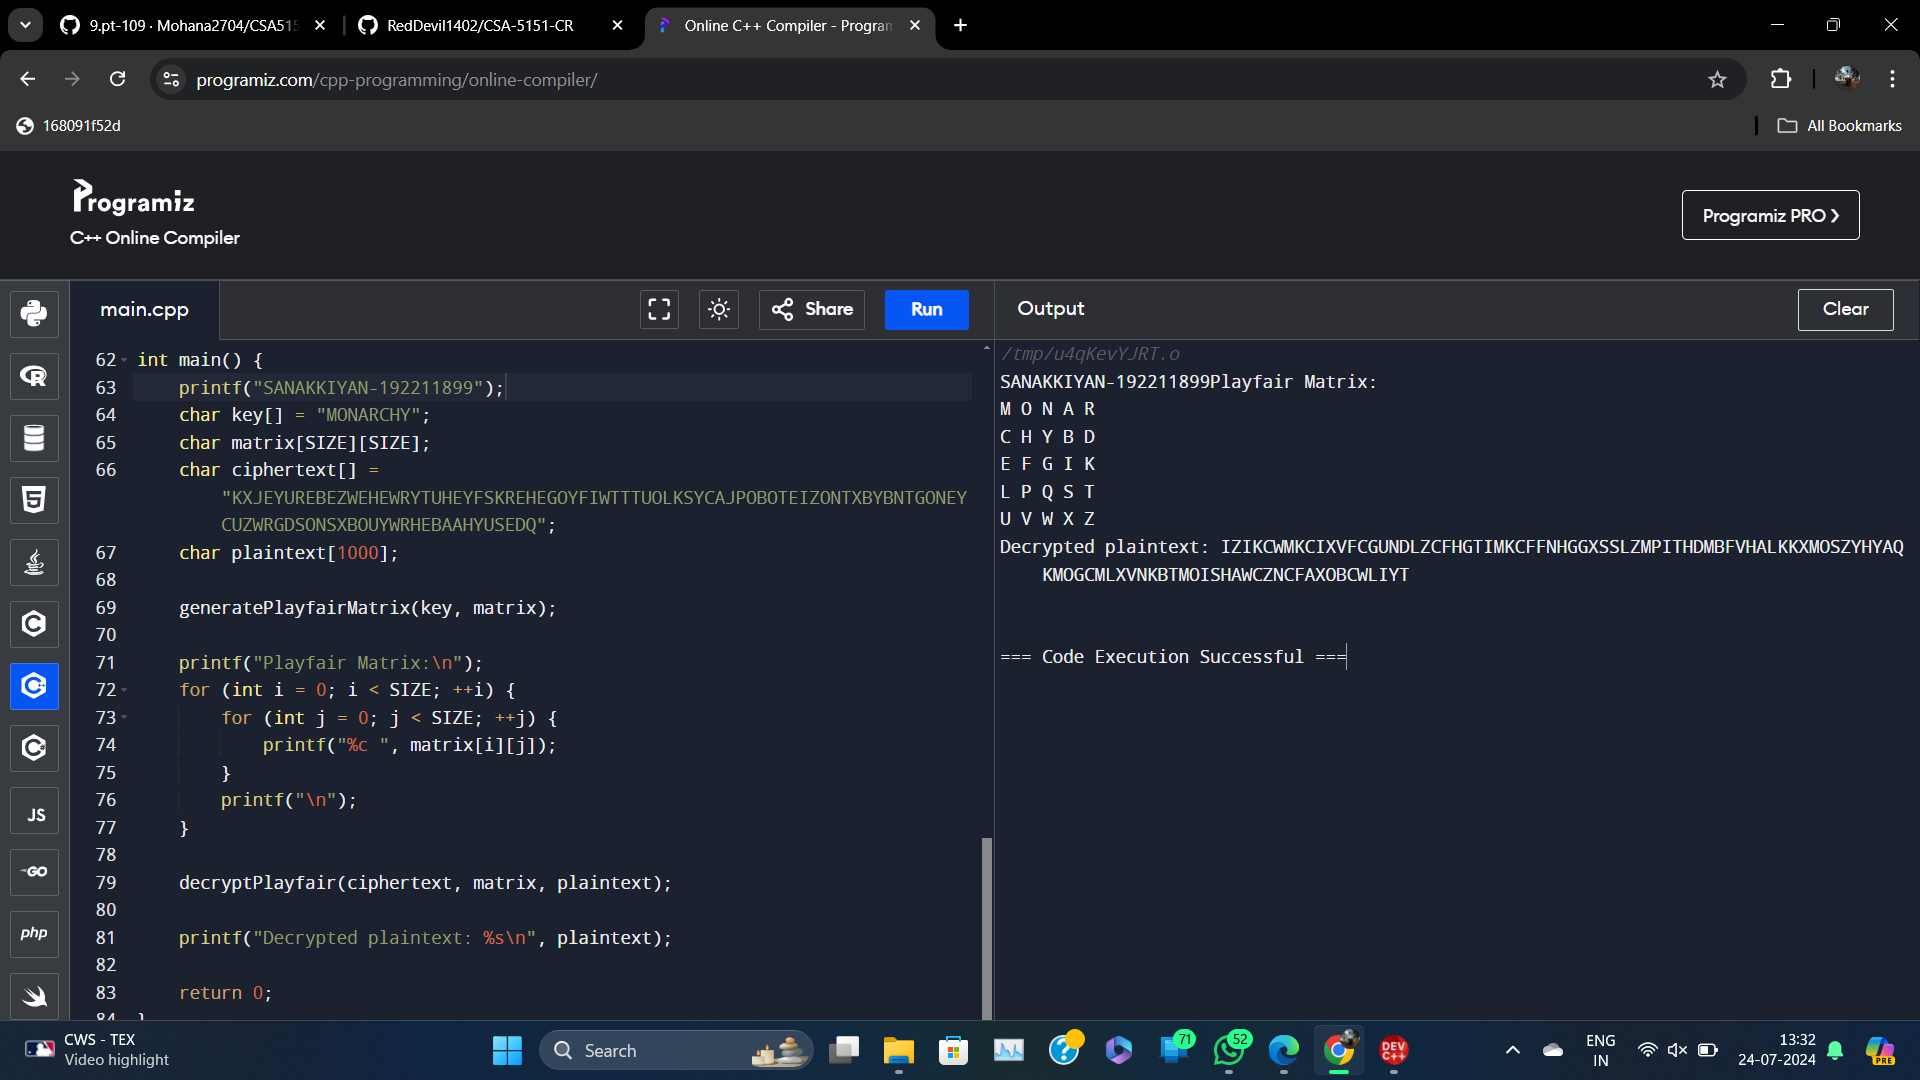 9.pt-109 · Mohana2704/CSA515
RedDevil1402/CSA-5151-CR
Online C++ Compiler - Program
programiz.com/cpp-programming/online-compiler/
168091f52d
All Bookmarks
Programiz
C++ Online Compiler
Programiz PRO ❯
main.cpp
Share
Run
Output
Clear
62 int main() {
63 printf("SANAKKIYAN-192211899");
64 char key[] = "MONARCHY";
65 char matrix[SIZE][SIZE];
66 char ciphertext[] =
"KXJEYUREBEZWEHEWRYTUHEYFSKREHEGOYFIWTTTUOLKSYCAJPOBOTEIZONTXBYBNTGONEY
CUZWRGDSONSXBOUYWRHEBAAHYUSEDQ";
67 char plaintext[1000];
68
69 generatePlayfairMatrix(key, matrix);
70
71 printf("Playfair Matrix:\n");
72 for (int i = 0; i < SIZE; ++i) {
73 for (int j = 0; j < SIZE; ++j) {
74 printf("%c ", matrix[i][j]);
75 }
76 printf("\n");
77 }
78
79 decryptPlayfair(ciphertext, matrix, plaintext);
80
81 printf("Decrypted plaintext: %s\n", plaintext);
82
83 return 0;
84 }
/tmp/u4qKevYJRT.o
SANAKKIYAN-192211899Playfair Matrix:
M O N A R
C H Y B D
E F G I K
L P Q S T
U V W X Z
Decrypted plaintext: IZIKCWMKCIXVFCGUNDLZCFHGTIMKCFFNHGGXSSLZMPITHDMBFVHALKKXMOSZYHYAQ
KMOGCMLXVNKBTMOISHAWCZNCFAXOBCWLIYT
=== Code Execution Successful ===
JS
GO
php
CWS - TEX
Video highlight
Search
71
52
DEV
C++
ENG
IN
13:32
24-07-2024
PRE